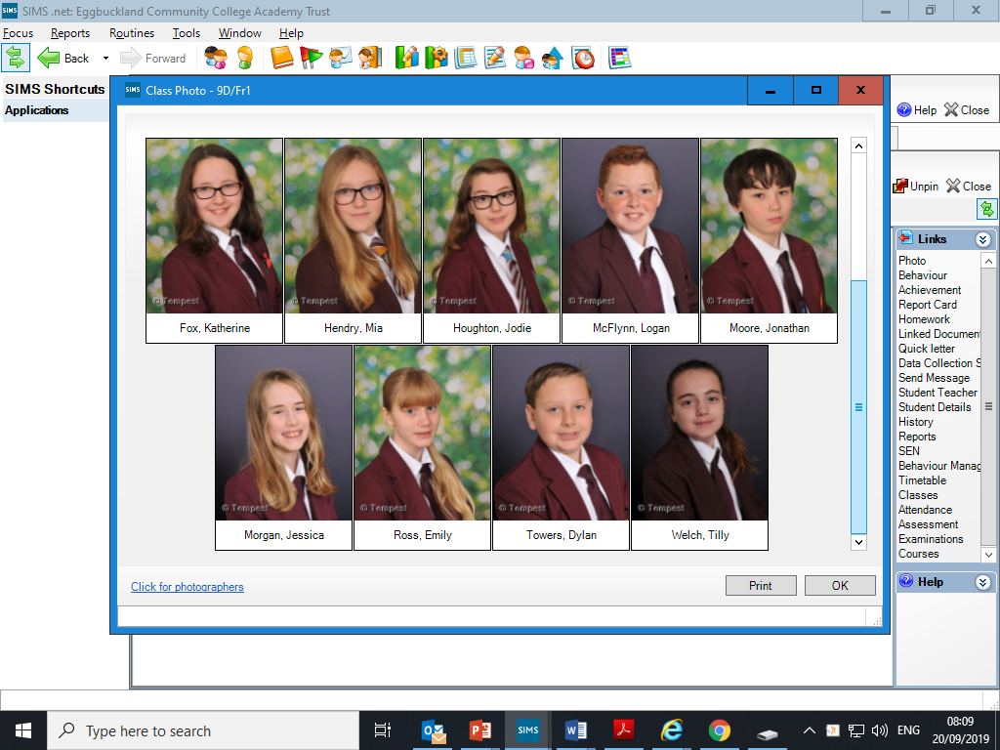 SIMS .net: Eggbuckland Community College Academy Trust
Focus Reports Routines Tools Window Help
Back Forward
SIMS Shortcuts
Applications
Class Photo - 9D/Fr1
Help Close
Unpin Close
© Tempest © Tempest © Tempest © Tempest © Tempest
Fox, Katherine Hendry, Mia Houghton, Jodie McFlynn, Logan Moore, Jonathan
© Tempest © Tempest © Tempest © Tempest
Morgan, Jessica Ross, Emily Towers, Dylan Welch, Tilly
Click for photographers Print OK
Links
Photo
Behaviour
Achievement
Report Card
Homework
Linked Documen
Quick letter
Data Collection S
Send Message
Student Teacher
Student Details
History
Reports
SEN
Behaviour Manag
Timetable
Classes
Attendance
Assessment
Examinations
Courses
Help
Type here to search
SIMS
ENG
08:09
20/09/2019